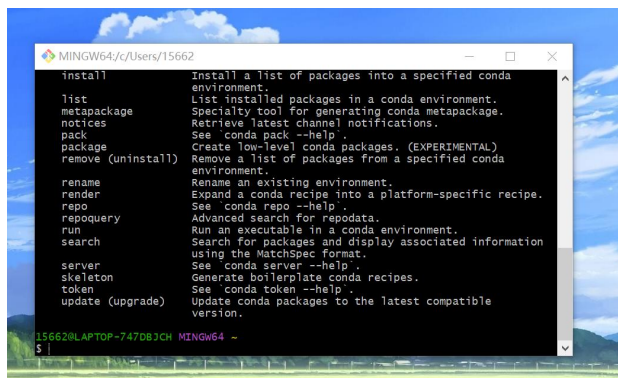 MINGW64:/c/Users/15662
install Install a list of packages into a specified conda
environment.
list List installed packages in a conda environment.
metapackage Specialty tool for generating conda metapackage.
notices Retrieve latest channel notifications.
pack See `conda pack --help`.
package Create low-level conda packages. (EXPERIMENTAL)
remove (uninstall) Remove a list of packages from a specified conda
environment.
rename Rename an existing environment.
render Expand a conda recipe into a platform-specific recipe.
repo See `conda repo --help`.
repoquery Advanced search for repodata.
run Run an executable in a conda environment.
search Search for packages and display associated information
using the MatchSpec format.
server See `conda server --help`.
skeleton Generate boilerplate conda recipes.
token See `conda token --help`.
update (upgrade) Update conda packages to the latest compatible
version.
15662@LAPTOP-747DBJCH MINGW64 ~
$